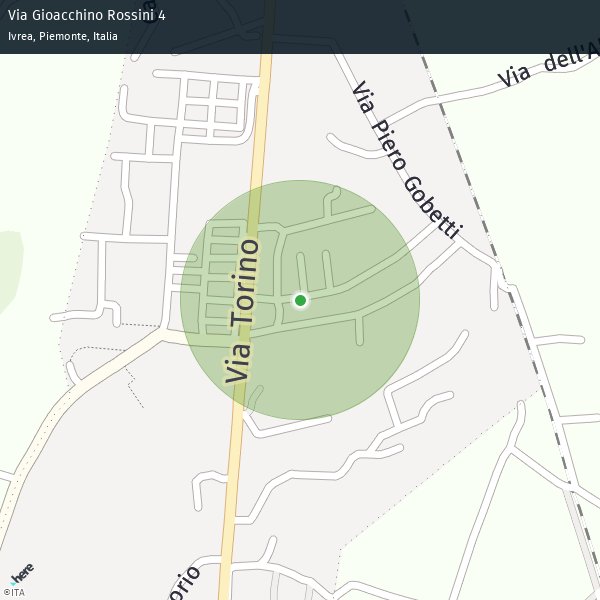 Via Gioacchino Rossini 4
Ivrea, Piemonte, Italia
Via dell'A
Via Piero Gobetti
Via Torino
orio
here
©ITA